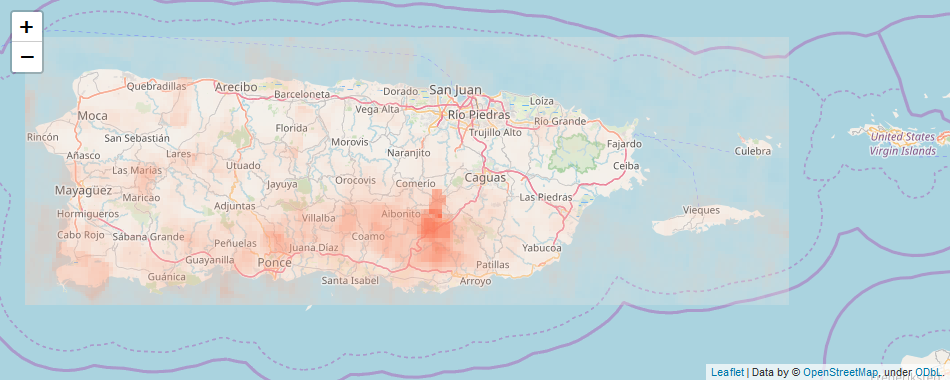 +
−
Quebradillas
Arecibo
Barceloneta
Dorado
San Juan
Loiza
Moca
Vega Alta
Río Piedras
Río Grande
Rincón
San Sebastián
Florida
Morovis
Trujillo Alto
Fajardo
Culebra
United States
Virgin Islands
Añasco
Lares
Naranjito
Ceiba
Las Marías
Utuado
Mayagüez
Maricao
Jayuya
Orocovis
Comerío
Caguas
Las Piedras
Hormigueros
Adjuntas
Villalba
Aibonito
Vieques
Cabo Rojo
Sábana Grande
Peñuelas
Juana Díaz
Coamo
Yabucoa
Guayanilla
Ponce
Patillas
Guánica
Santa Isabel
Arroyo
Leaflet | Data by © OpenStreetMap, under ODbL.